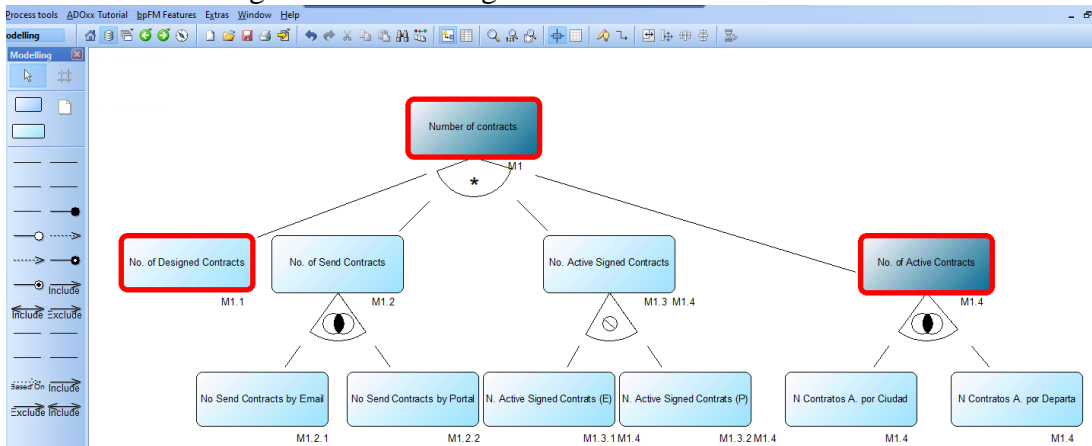 Process tools ADOxx Tutorial bpFM Features Extras Window Help
odelling
Modelling
Number of contracts
M1
*
No. of Designed Contracts
No. of Send Contracts
No. Active Signed Contracts
No. of Active Contracts
M1.1
M1.2
M1.3 M1.4
M1.4
Include
Include Exclude
No Send Contracts by Email
No Send Contracts by Portal
N. Active Signed Contrats (E)
N. Active Signed Contrats (P)
N Contratos A. por Ciudad
N Contratos A. por Departa
Based On Include
Exclude Include
M1.2.1
M1.2.2
M1.3.1M1.4
M1.3.2 M1.4
M1.4
M1.4